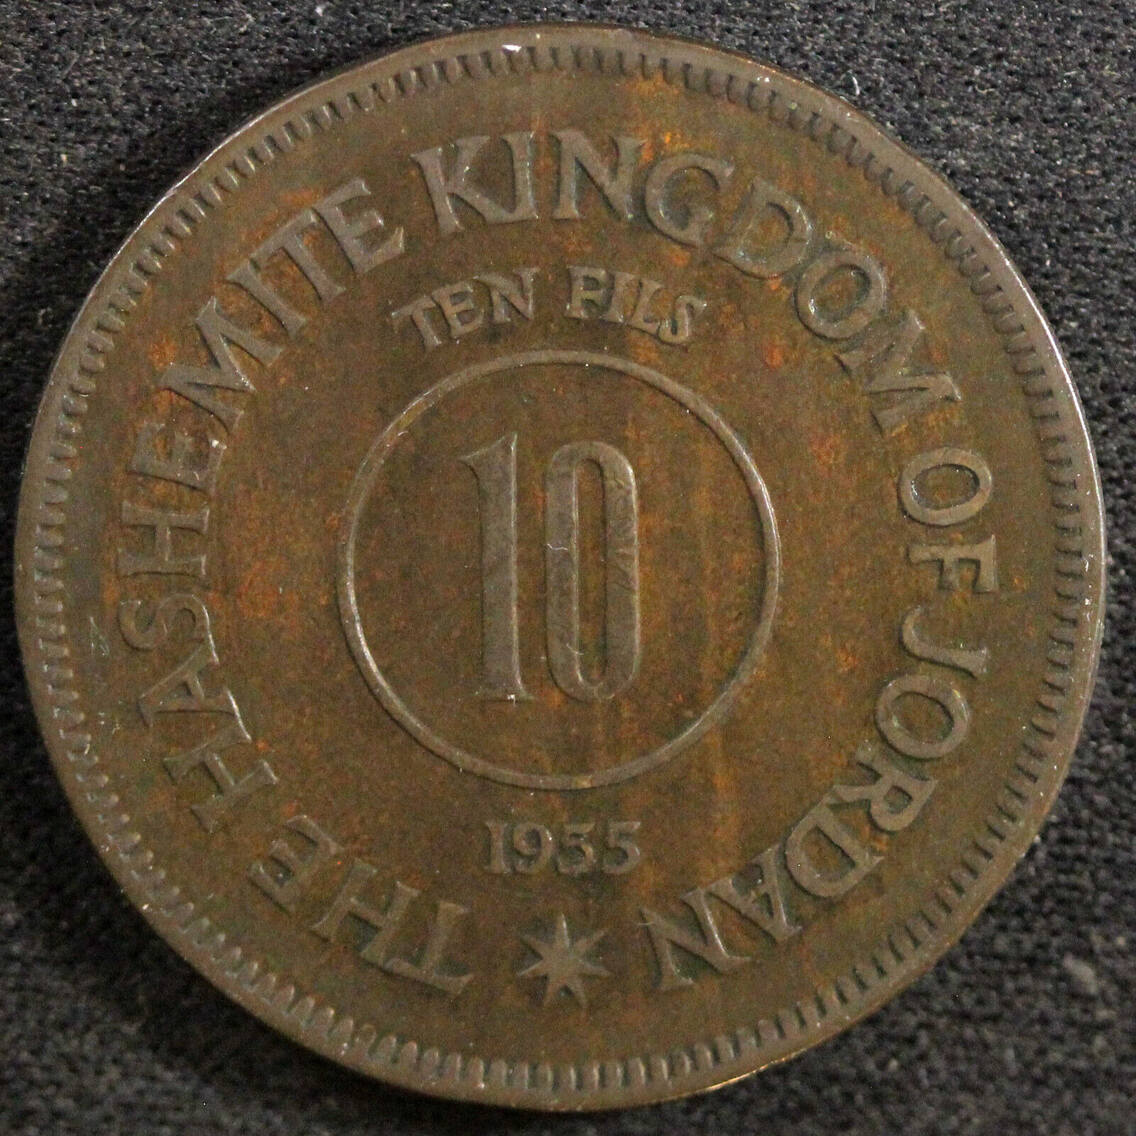 THE HASHEMITE KINGDOM OF JORDAN
TEN FILS
10
1955